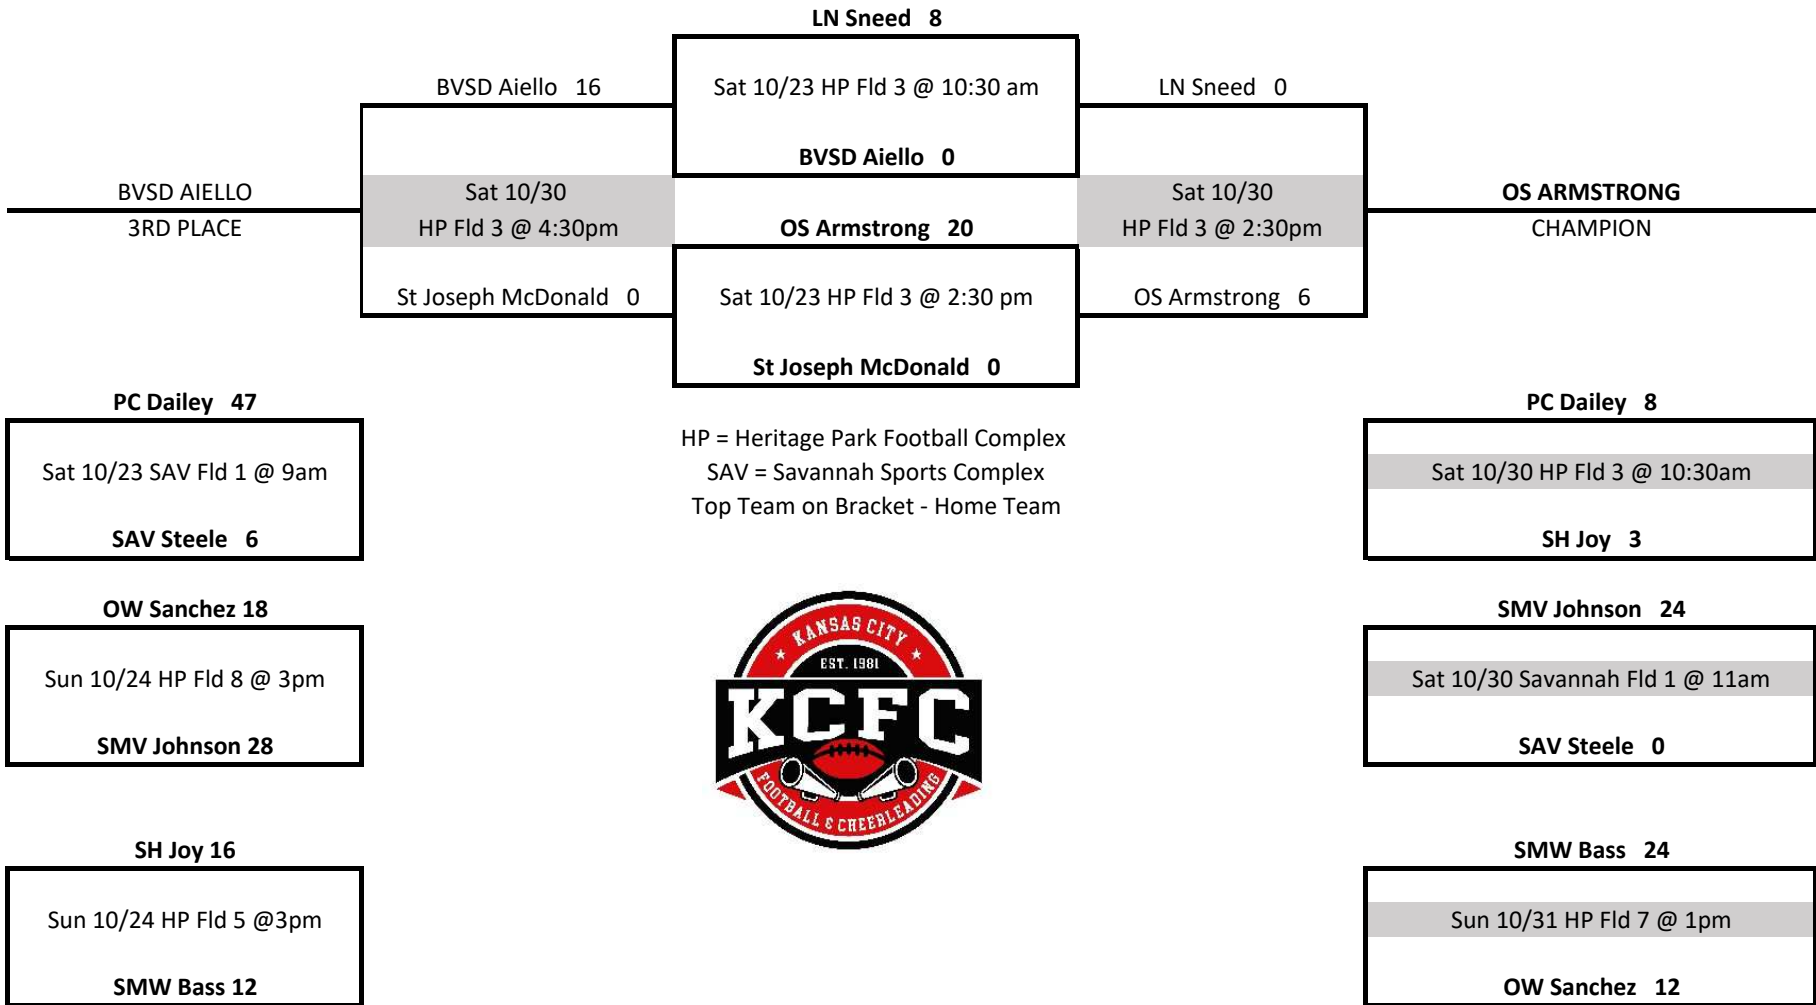 LN Sneed 8
BVSD Aiello 16
Sat 10/23 HP Fld 3 @ 10:30 am
LN Sneed 0
BVSD Aiello 0
BVSD AIELLO
3RD PLACE
Sat 10/30
HP Fld 3 @ 4:30pm
OS Armstrong 20
Sat 10/30
HP Fld 3 @ 2:30pm
OS ARMSTRONG
CHAMPION
St Joseph McDonald 0
Sat 10/23 HP Fld 3 @ 2:30 pm
OS Armstrong 6
St Joseph McDonald 0
PC Dailey 47
Sat 10/23 SAV Fld 1 @ 9am
SAV Steele 6
HP = Heritage Park Football Complex
SAV = Savannah Sports Complex
Top Team on Bracket - Home Team
PC Dailey 8
Sat 10/30 HP Fld 3 @ 10:30am
SH Joy 3
OW Sanchez 18
Sun 10/24 HP Fld 8 @ 3pm
SMV Johnson 28
KANSAS CITY
EST. 1981
KCFC
FOOTBALL & CHEERLEADING
SMV Johnson 24
Sat 10/30 Savannah Fld 1 @ 11am
SAV Steele 0
SH Joy 16
Sun 10/24 HP Fld 5 @3pm
SMW Bass 12
SMW Bass 24
Sun 10/31 HP Fld 7 @ 1pm
OW Sanchez 12